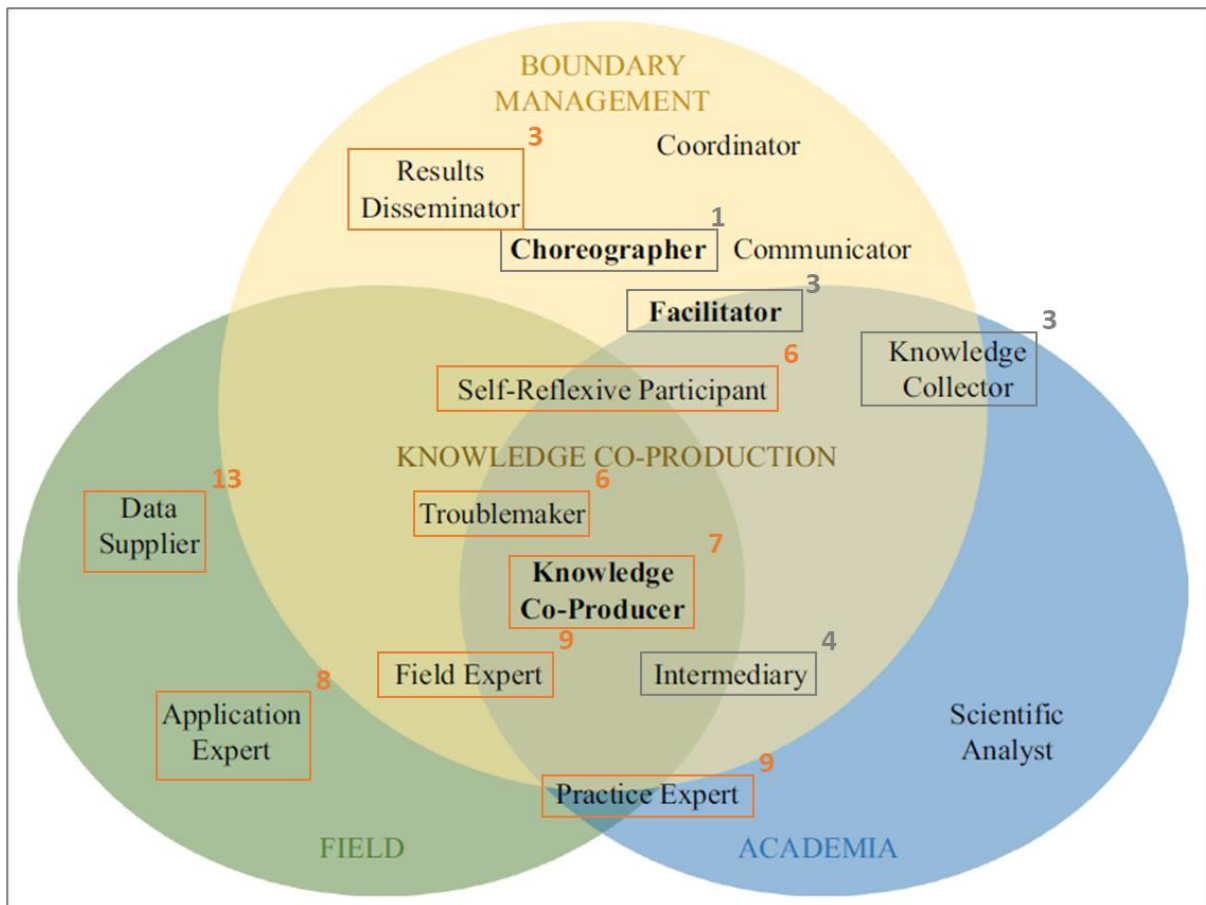 BOUNDARY
MANAGEMENT
3
Coordinator
Results
Disseminator
1
Choreographer
Communicator
3
Facilitator
3
Knowledge
Collector
6
Self-Reflexive Participant
KNOWLEDGE CO-PRODUCTION
13
Data
Supplier
6
Troublemaker
7
Knowledge
Co-Producer
9
Field Expert
4
Intermediary
8
Application
Expert
Scientific
Analyst
9
Practice Expert
FIELD
ACADEMIA